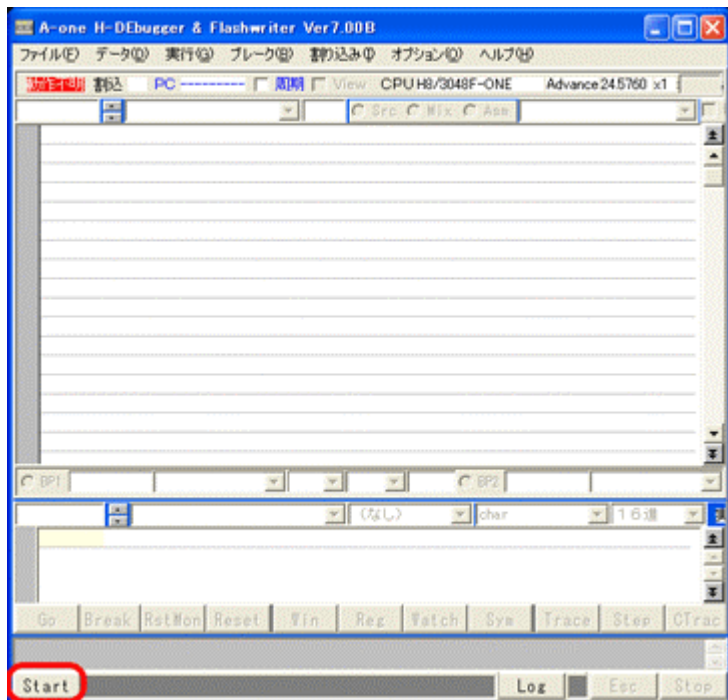 A-one H-DEbugger & Flashwriter Ver7.00B
ファイル(F) データ(D) 実行(G) ブレーク(B) 割り込み(I) オプション(O) ヘルプ(H)
割込 PC --------- 周期 View CPU H8/3048F-ONE Advance 24.5760 x1
Src Mix Asm
BP1 BP2
(なし) char 16進
Go Break RstMon Reset Win Reg Watch Sym Trace Step CTrac
Start Log Esc Stop